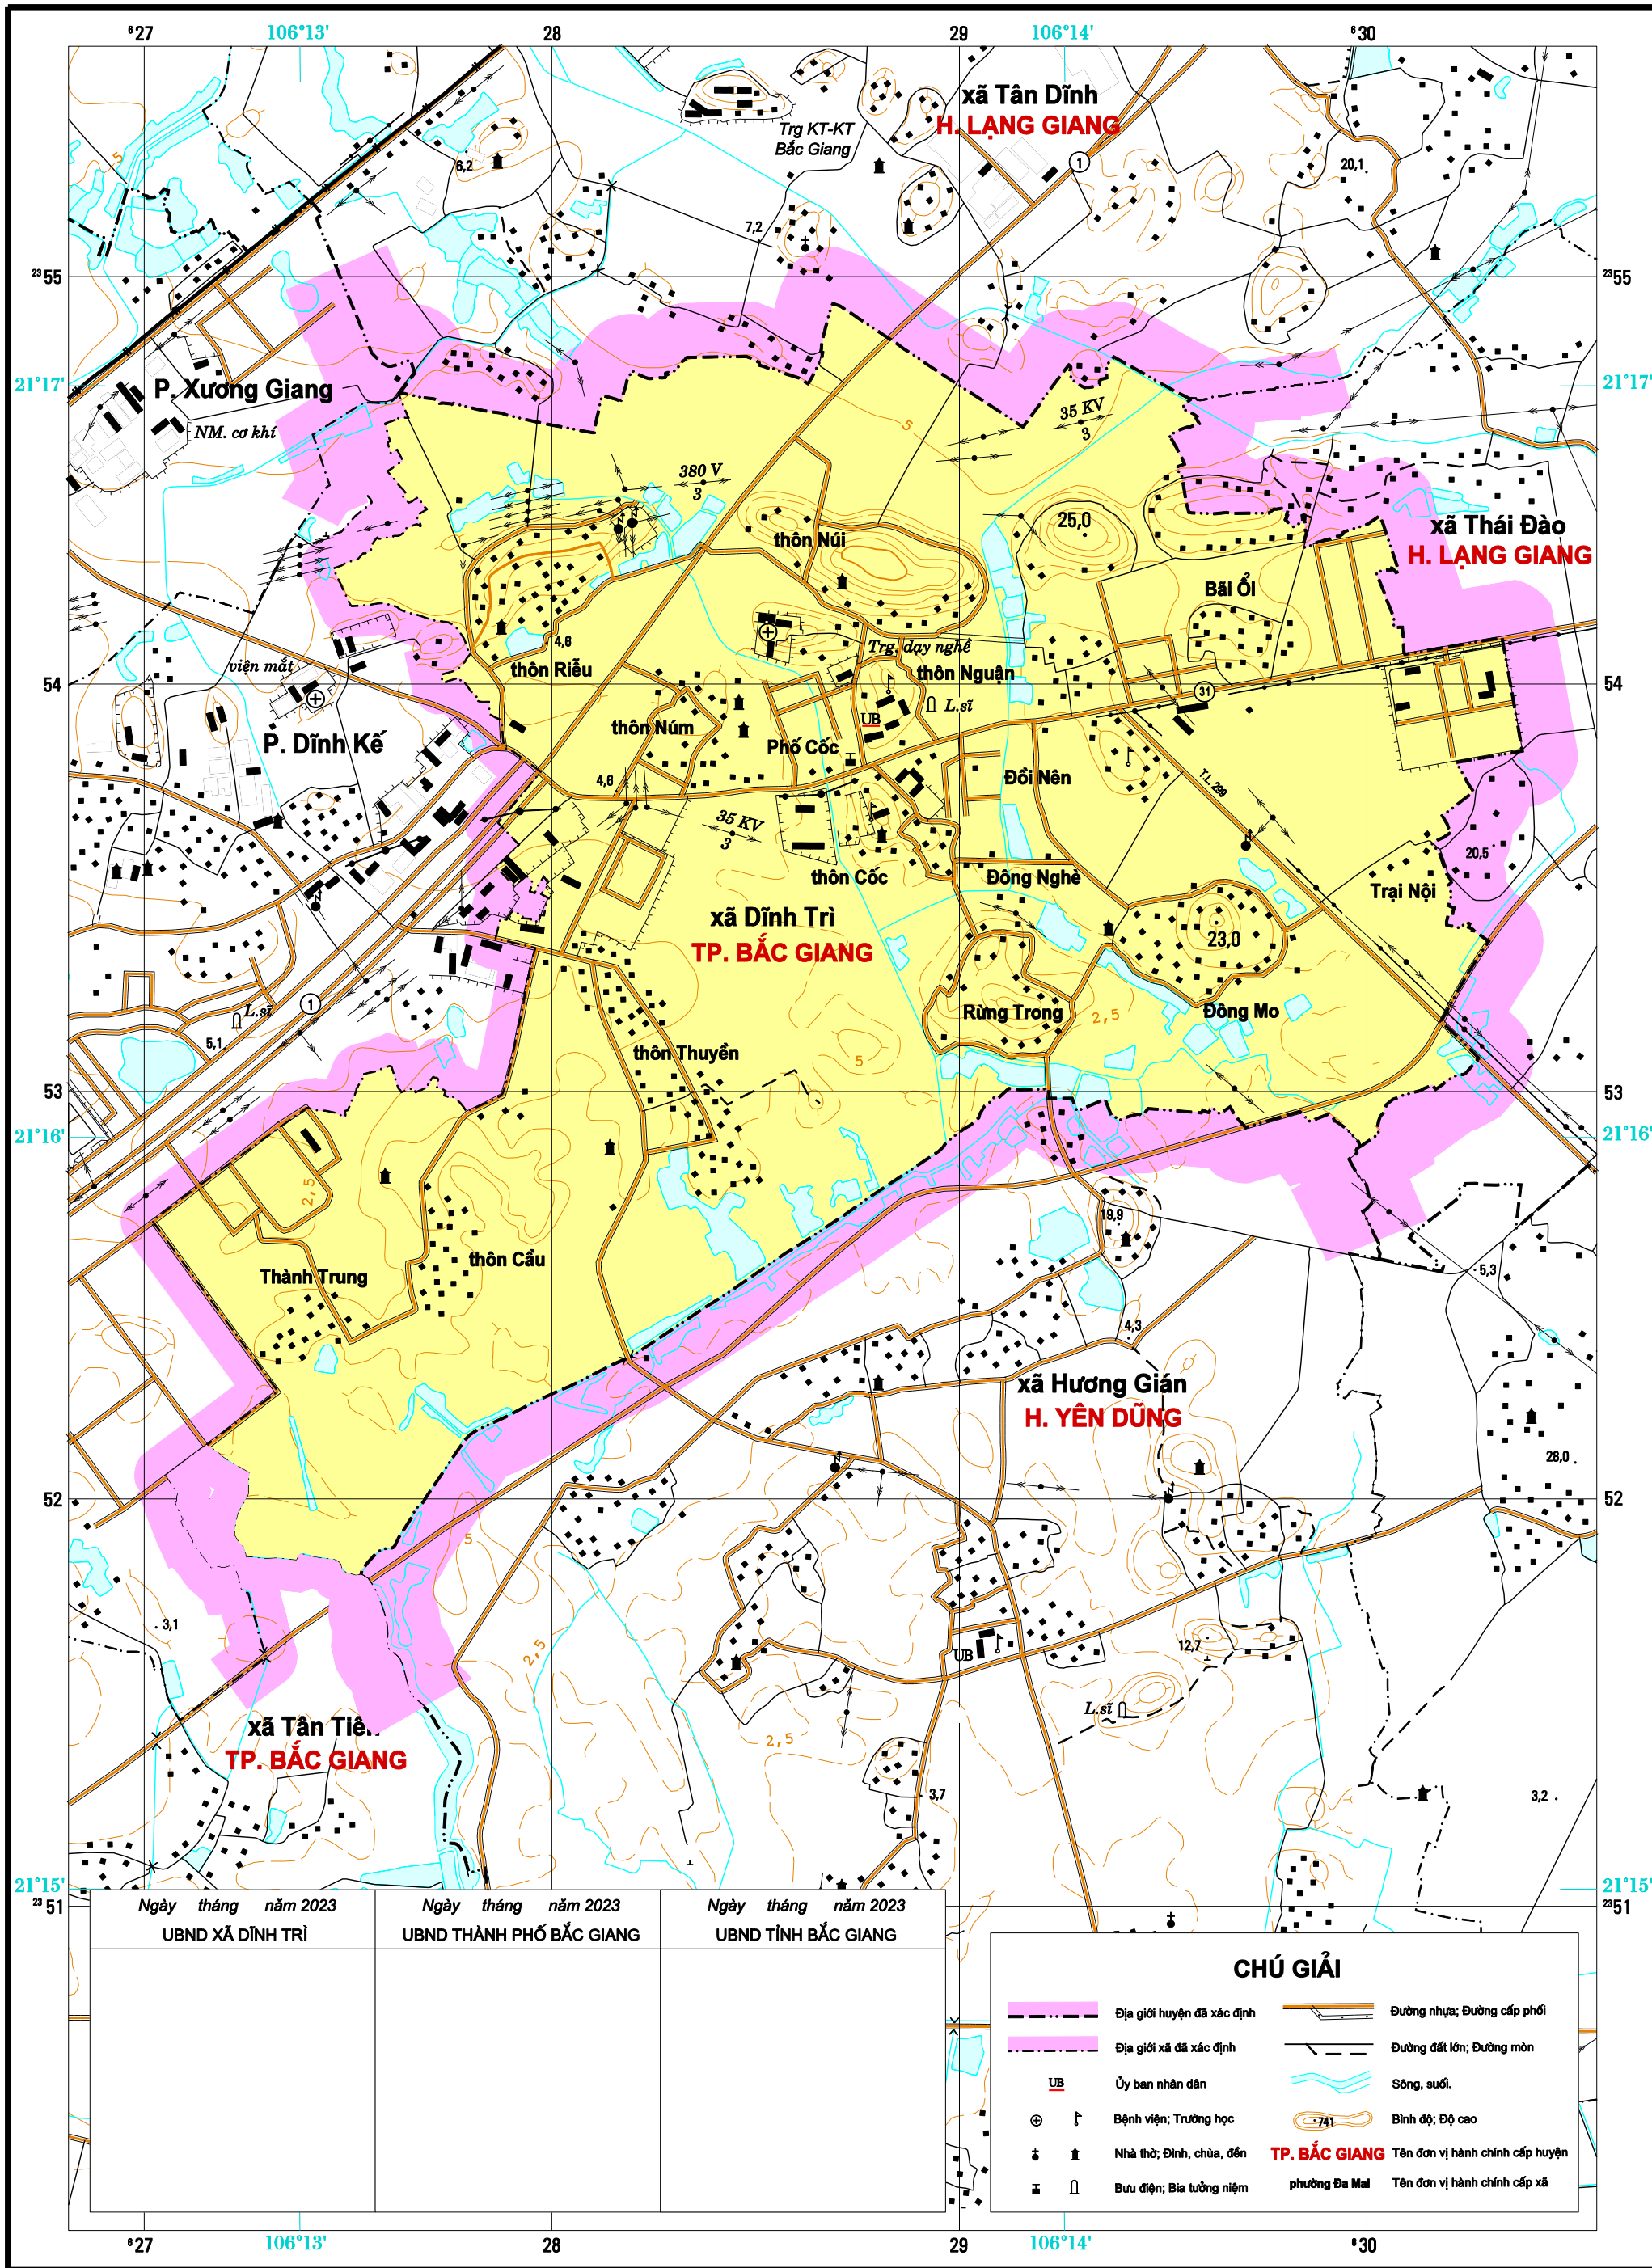 ⁶27
106°13'
28
29
106°14'
⁶30
xã Tân Dĩnh
H. LẠNG GIANG
Trg KT-KT
Bắc Giang
1
20,1
6,2
7,2
²³55
²³55
21°17'
21°17'
P. Xương Giang
NM. cơ khí
5
5
35 KV
3
380 V
3
25,0
xã Thái Đào
H. LẠNG GIANG
thôn Núi
Bãi Ổi
4,6
Trg. dạy nghề
viện mắt
thôn Riễu
thôn Nguận
54
54
31
L.sĩ
UB
thôn Núm
P. Dĩnh Kế
Phố Cốc
Đồi Nên
T.L 299
4,6
35 KV
3
20,5
thôn Cốc
Đông Nghè
Trại Nội
xã Dĩnh Trì
TP. BẮC GIANG
23,0
1
L.sĩ
Rừng Trong
2,5
Đông Mo
5,1
thôn Thuyền
5
53
53
21°16'
21°16'
2,5
19,9
thôn Cầu
Thành Trung
5,3
4,3
xã Hương Gián
H. YÊN DŨNG
28,0
52
52
5
3,1
2,5
UB
12,7
L.sĩ
xã Tân Tiến
TP. BẮC GIANG
2,5
3,7
3,2
21°15'
21°15'
²³51
²³51
Ngày tháng năm 2023
UBND XÃ DĨNH TRÌ
Ngày tháng năm 2023
UBND THÀNH PHỐ BẮC GIANG
Ngày tháng năm 2023
UBND TỈNH BẮC GIANG
CHÚ GIẢI
Địa giới huyện đã xác định
Đường nhựa; Đường cấp phối
Địa giới xã đã xác định
Đường đất lớn; Đường mòn
UB
Ủy ban nhân dân
Sông, suối.
Bệnh viện; Trường học
741
Bình độ; Độ cao
Nhà thờ; Đình, chùa, đền
TP. BẮC GIANG
Tên đơn vị hành chính cấp huyện
Bưu điện; Bia tưởng niệm
phường Đa Mai
Tên đơn vị hành chính cấp xã
⁶27
106°13'
28
29
106°14'
⁶30